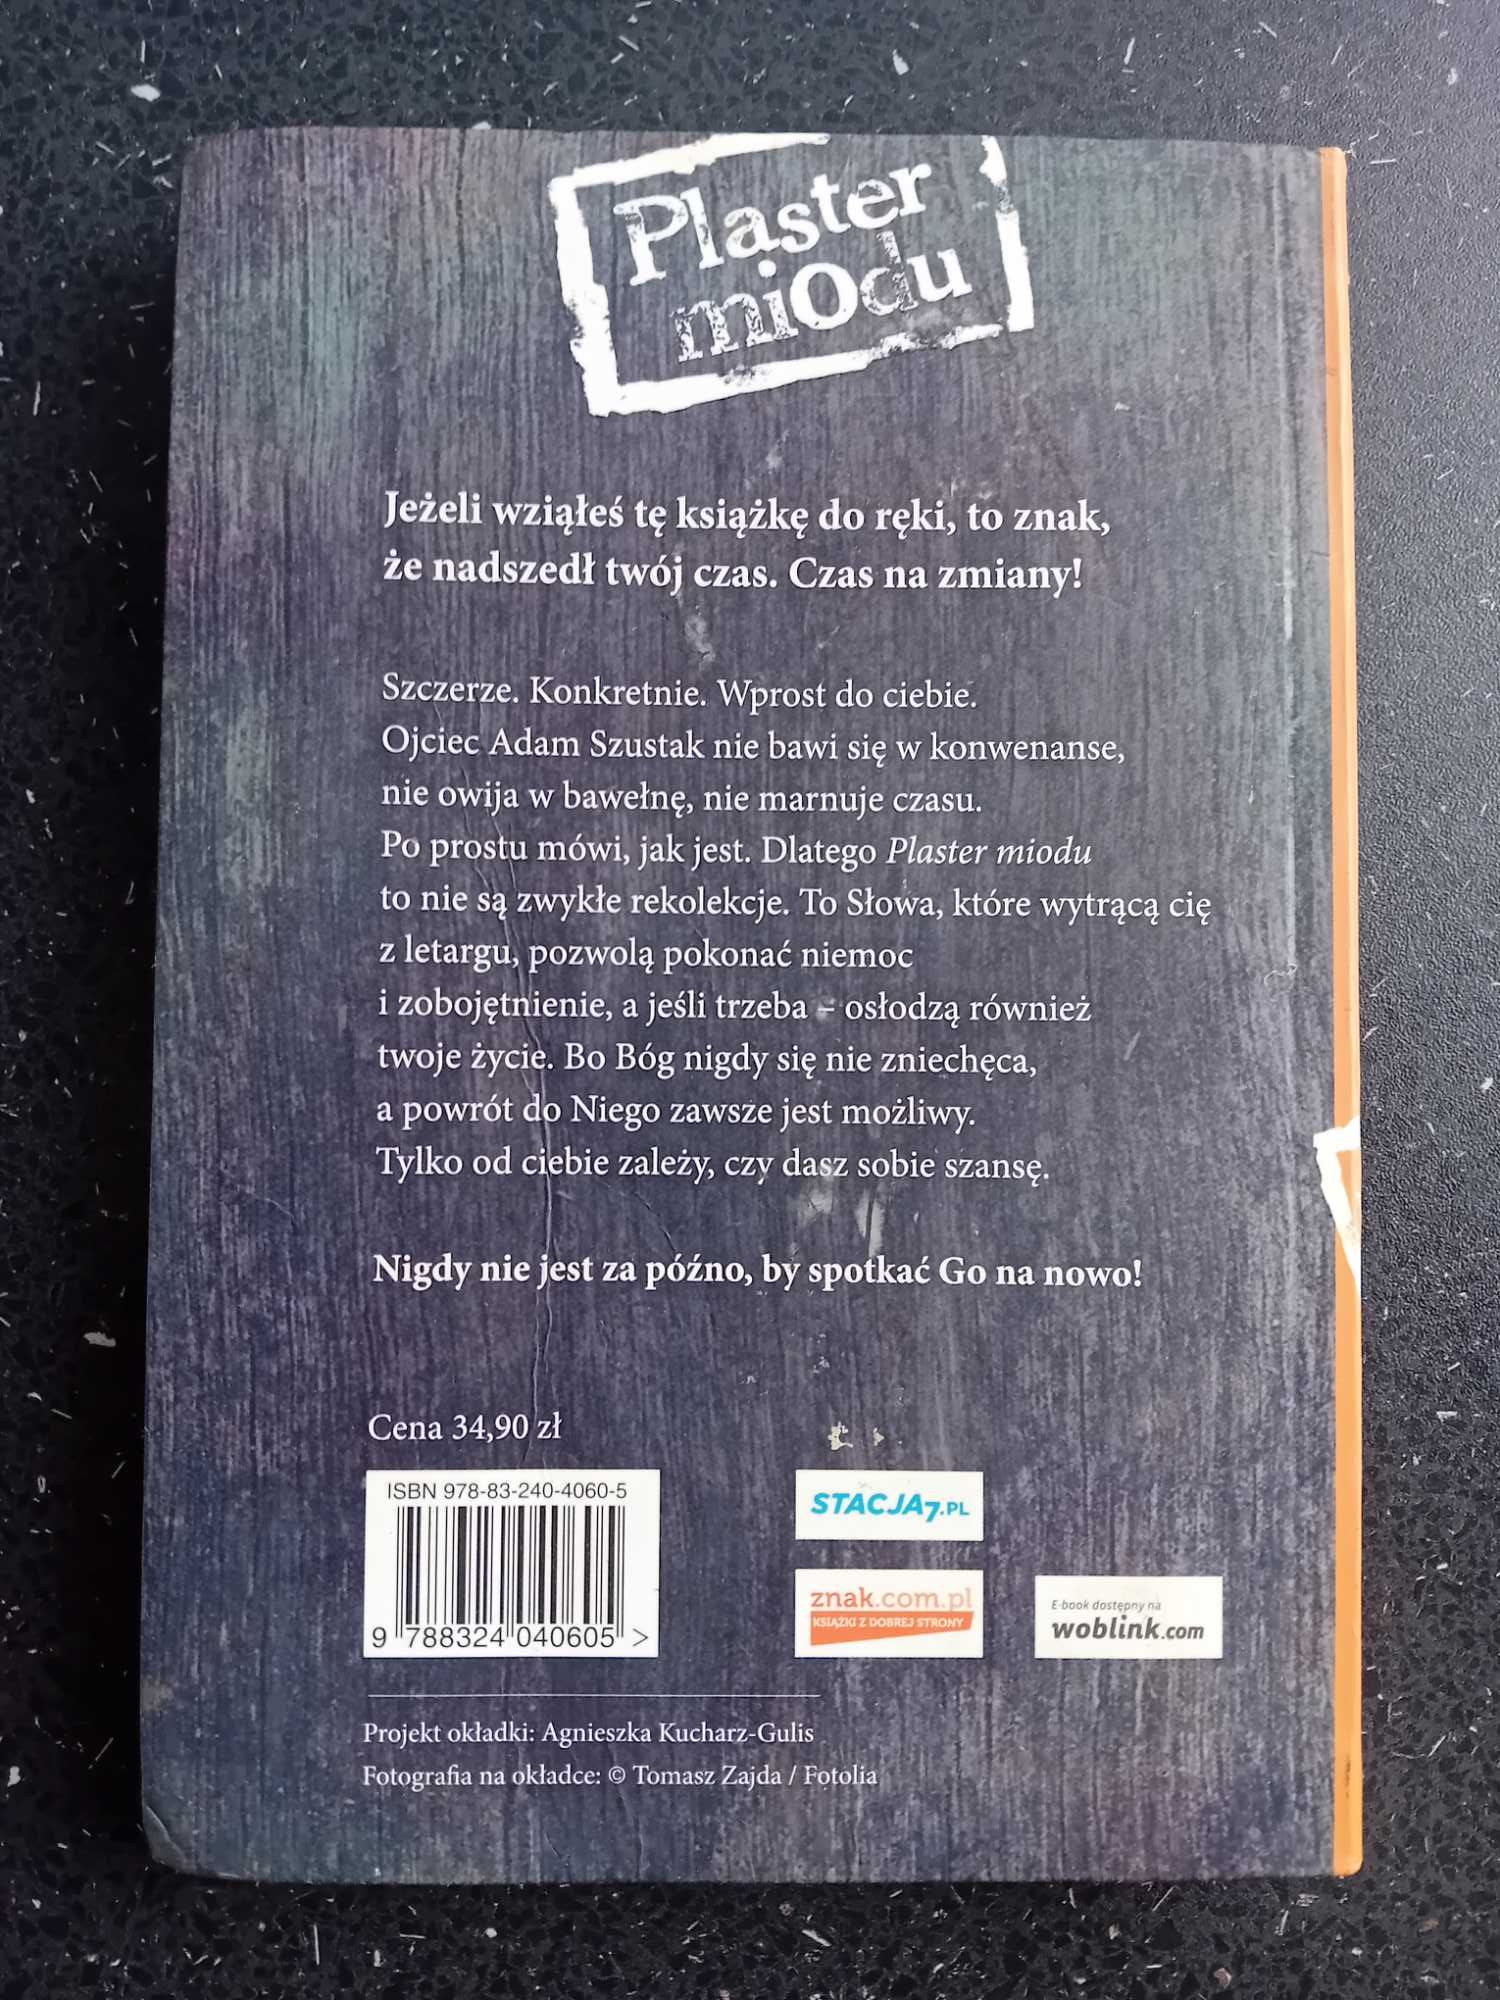 Plaster
miodu
Jeżeli wziąłeś tę książkę do ręki, to znak,
że nadszedł twój czas. Czas na zmiany!
Szczerze. Konkretnie. Wprost do ciebie.
Ojciec Adam Szustak nie bawi się w konwenanse,
nie owija w bawełnę, nie marnuje czasu.
Po prostu mówi, jak jest. Dlatego Plaster miodu
to nie są zwykłe rekolekcje. To Słowa, które wytrącą cię
z letargu, pozwolą pokonać niemoc
i zobojętnienie, a jeśli trzeba – osłodzą również
twoje życie. Bo Bóg nigdy się nie zniechęca,
a powrót do Niego zawsze jest możliwy.
Tylko od ciebie zależy, czy dasz sobie szansę.
Nigdy nie jest za późno, by spotkać Go na nowo!
Cena 34,90 zł
ISBN 978-83-240-4060-5
9 788324 040605 >
STACJA7.PL
znak.com.pl
KSIĄŻKI Z DOBREJ STRONY
E-book dostępny na
woblink.com
Projekt okładki: Agnieszka Kucharz-Gulis
Fotografia na okładce: © Tomasz Zajda / Fotolia